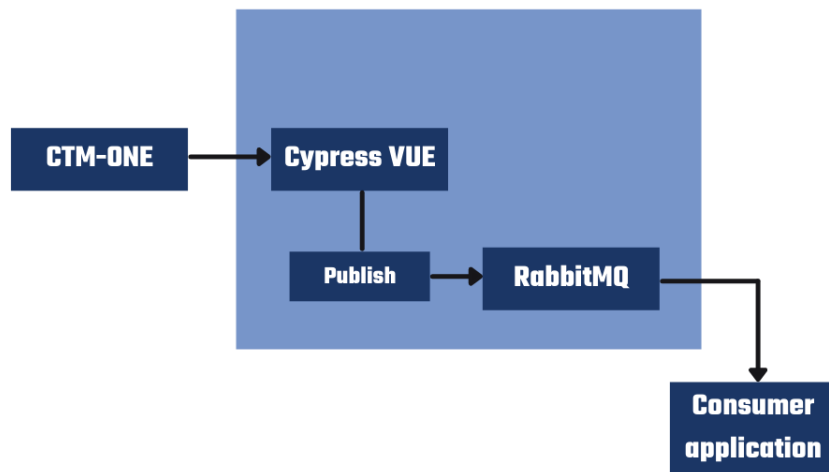 CTM-ONE
Cypress VUE
Publish
RabbitMQ
Consumer
application